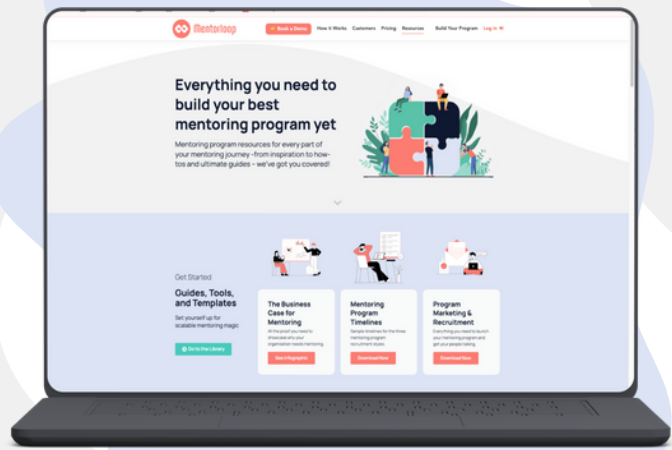 Mentorloop
Book a Demo How it Works Customers Pricing Resources Build Your Program Log in
Everything you need to
build your best
mentoring program yet
Mentoring program resources for every part of
your mentoring journey -from inspiration to how-
tos and ultimate guides – we've got you covered!
Get Started
Guides, Tools,
and Templates
Set yourself up for
scalable mentoring magic
Go to the Library
The Business
Case for
Mentoring
All the proof you need to
showcase why your
organisation needs mentoring.
See Infographic
Mentoring
Program
Timelines
Sample timelines for the three
mentoring program
recruitment styles.
Download Now
Program
Marketing &
Recruitment
Everything you need to launch
your mentoring program and
get your people talking.
Download Now